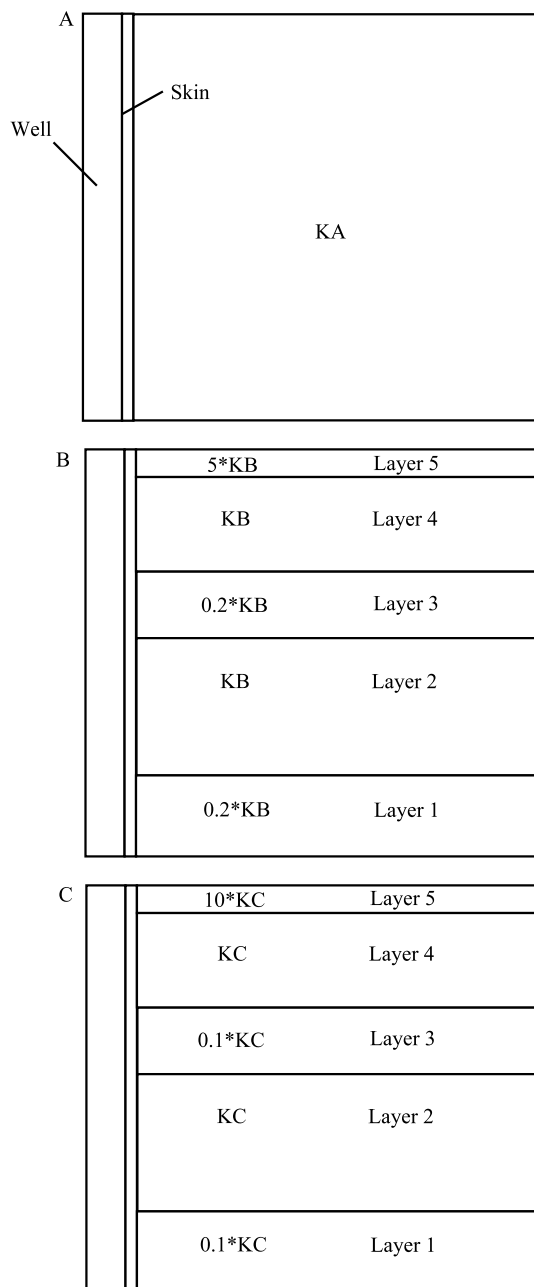 A
Skin
Well
KA
B
5*KB Layer 5
KB Layer 4
0.2*KB Layer 3
KB Layer 2
0.2*KB Layer 1
C
10*KC Layer 5
KC Layer 4
0.1*KC Layer 3
KC Layer 2
0.1*KC Layer 1